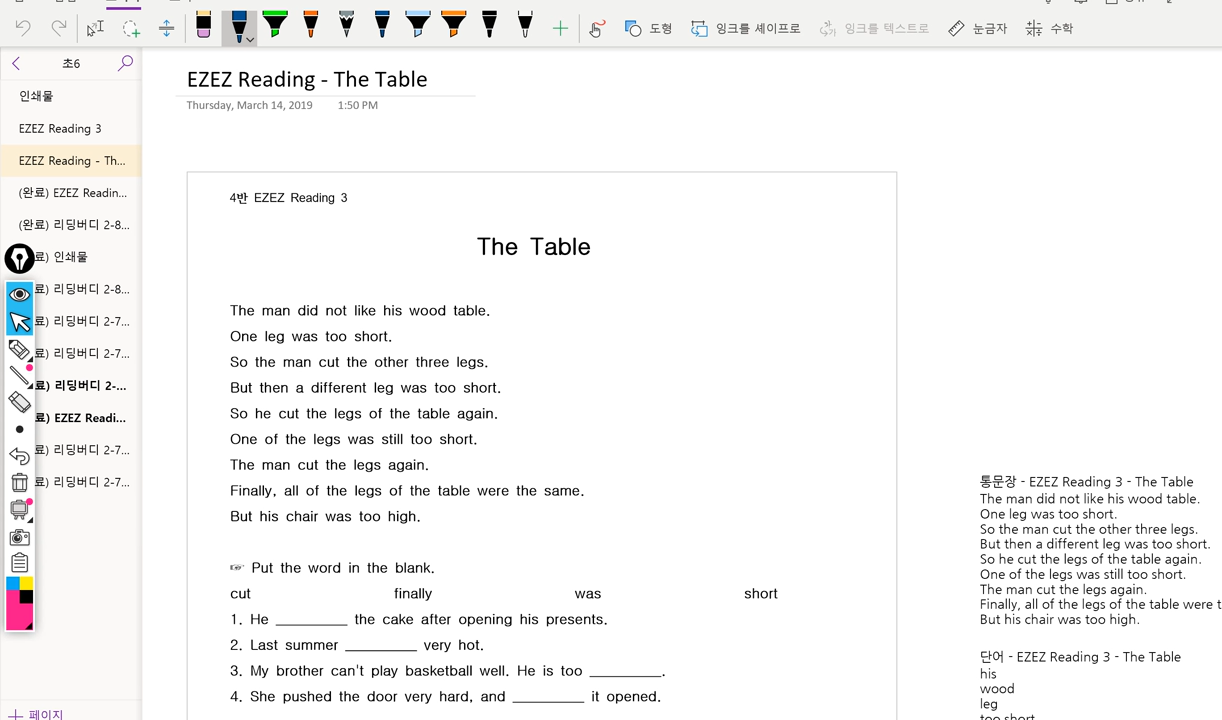 도형
잉크를 셰이프로
잉크를 텍스트로
눈금자
수학
초6
인쇄물
EZEZ Reading 3
EZEZ Reading - Th...
(완료) EZEZ Readin...
(완료) 리딩버디 2-8...
료) 인쇄물
료) 리딩버디 2-8...
료) 리딩버디 2-7...
료) 리딩버디 2-7...
료) 리딩버디 2-...
료) EZEZ Readi...
료) 리딩버디 2-7...
료) 리딩버디 2-7...
페이지
EZEZ Reading - The Table
Thursday, March 14, 2019 1:50 PM
4반 EZEZ Reading 3
The Table
The man did not like his wood table.
One leg was too short.
So the man cut the other three legs.
But then a different leg was too short.
So he cut the legs of the table again.
One of the legs was still too short.
The man cut the legs again.
Finally, all of the legs of the table were the same.
But his chair was too high.
☞ Put the word in the blank.
cut finally was short
1. He _________ the cake after opening his presents.
2. Last summer _________ very hot.
3. My brother can't play basketball well. He is too _________.
4. She pushed the door very hard, and _________ it opened.
통문장 - EZEZ Reading 3 - The Table
The man did not like his wood table.
One leg was too short.
So the man cut the other three legs.
But then a different leg was too short.
So he cut the legs of the table again.
One of the legs was still too short.
The man cut the legs again.
Finally, all of the legs of the table were t
But his chair was too high.
단어 - EZEZ Reading 3 - The Table
his
wood
leg
too short